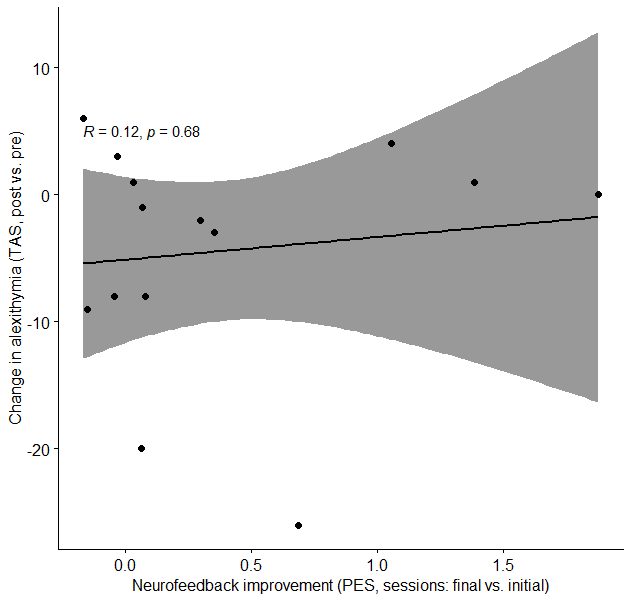 Change in alexithymia (TAS, post vs. pre)
10
0
-10
-20
R = 0.12, p = 0.68
0.0 0.5 1.0 1.5
Neurofeedback improvement (PES, sessions: final vs. initial)